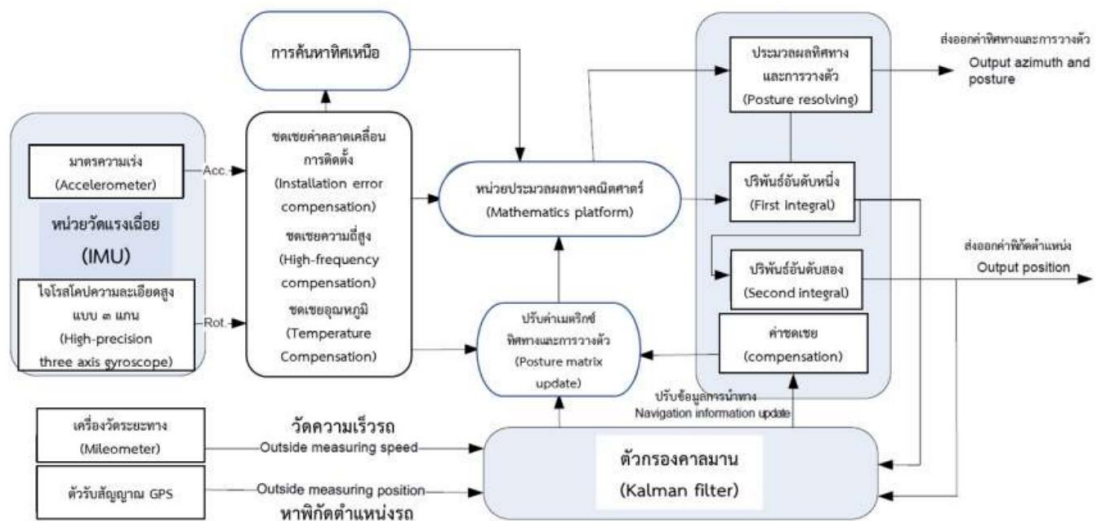 การค้นหาทิศเหนือ
ประมวลผลทิศทาง
และการวางตัว
(Posture resolving)
ส่งออกค่าทิศทางและการวางตัว
Output azimuth and
posture
มาตรความเร่ง
(Accelerometer)
หน่วยวัดแรงเฉื่อย
(IMU)
ไจโรสโคปความละเอียดสูง
แบบ ๓ แกน
(High-precision
three axis gyroscope)
Acc.
Rot.
ชดเชยค่าคลาดเคลื่อน
การติดตั้ง
(Installation error
compensation)
ชดเชยความถี่สูง
(High-frequency
compensation)
ชดเชยอุณหภูมิ
(Temperature
Compensation)
หน่วยประมวลผลทางคณิตศาตร์
(Mathematics platform)
ปริพันธ์อันดับหนึ่ง
(First integral)
ปริพันธ์อันดับสอง
(Second integral)
ส่งออกค่าพิกัดตำแหน่ง
Output position
ปรับค่าเมตริกซ์
ทิศทางและการวางตัว
(Posture matrix
update)
ค่าชดเชย
(compensation)
ปรับข้อมูลการนำทาง
Navigation information update
เครื่องวัดระยะทาง
(Mileometer)
วัดความเร็วรถ
Outside measuring speed
ตัวรับสัญญาณ GPS
Outside measuring position
หาพิกัดตำแหน่งรถ
ตัวกรองคาลมาน
(Kalman filter)